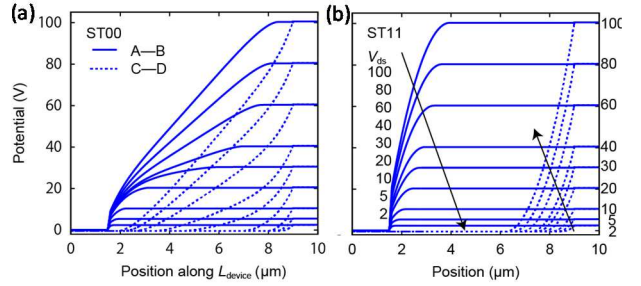 (a)
ST00
A—B
C—D
Potential (V)
100
80
60
40
20
0
0 2 4 6 8 10
Position along Ldevice (μm)
(b)
ST11
Vds
100
80
60
40
30
20
10
5
2
100
80
60
40
30
20
10
5
2
0 2 4 6 8 10
Position (μm)